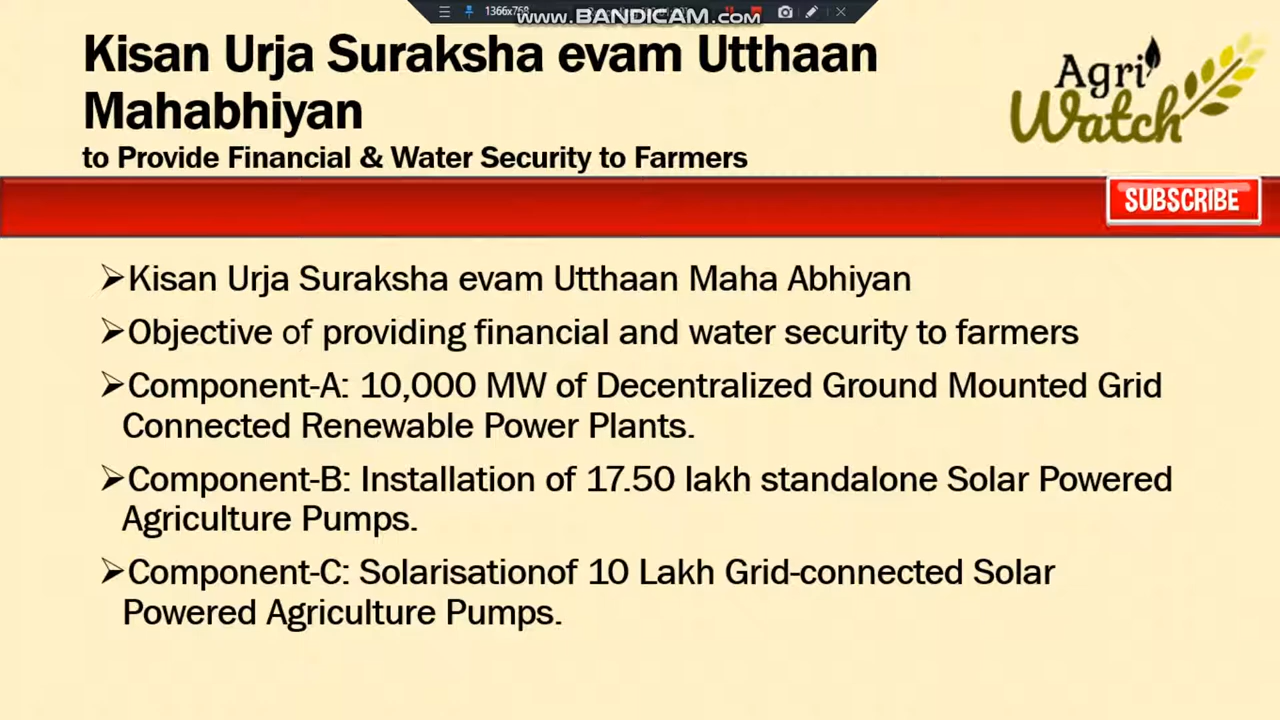 1366x768
www.BANDICAM.com
Kisan Urja Suraksha evam Utthaan
Mahabhiyan
to Provide Financial & Water Security to Farmers
Agri
Watch
SUBSCRIBE
➢Kisan Urja Suraksha evam Utthaan Maha Abhiyan
➢Objective of providing financial and water security to farmers
➢Component-A: 10,000 MW of Decentralized Ground Mounted Grid
Connected Renewable Power Plants.
➢Component-B: Installation of 17.50 lakh standalone Solar Powered
Agriculture Pumps.
➢Component-C: Solarisationof 10 Lakh Grid-connected Solar
Powered Agriculture Pumps.